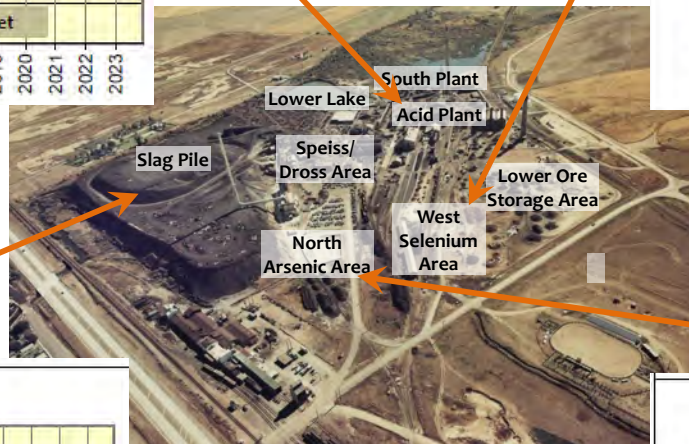 et
2020
2021
2022
2023
South Plant
Lower Lake
Acid Plant
Slag Pile
Speiss/
Dross Area
Lower Ore
Storage Area
West
Selenium
Area
North
Arsenic Area